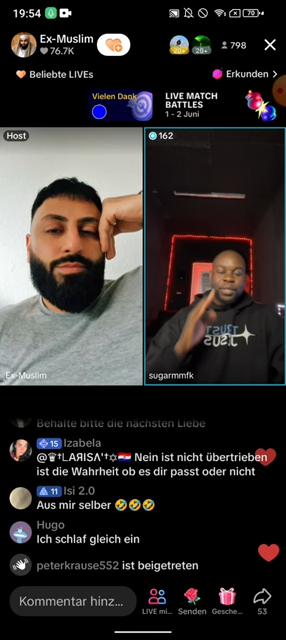 19:54
70
Ex-Muslim
76.7K
20+
28+
798
Beliebte LIVEs
Erkunden >
Vielen Dank
LIVE MATCH
BATTLES
1 - 2 Juni
Host
162
Ex-Muslim
sugarmmfk
Behalte bitte die nächsten Liebe
15 Izabela
Nein ist nicht übertrieben
ist die Wahrheit ob es dir passt oder nicht
11 Isi 2.0
Aus mir selber 🤣🤣🤣
Hugo
Ich schlaf gleich ein
peterkrause552 ist beigetreten
Kommentar hinz...
LIVE mi...
Senden
Gesche...
53